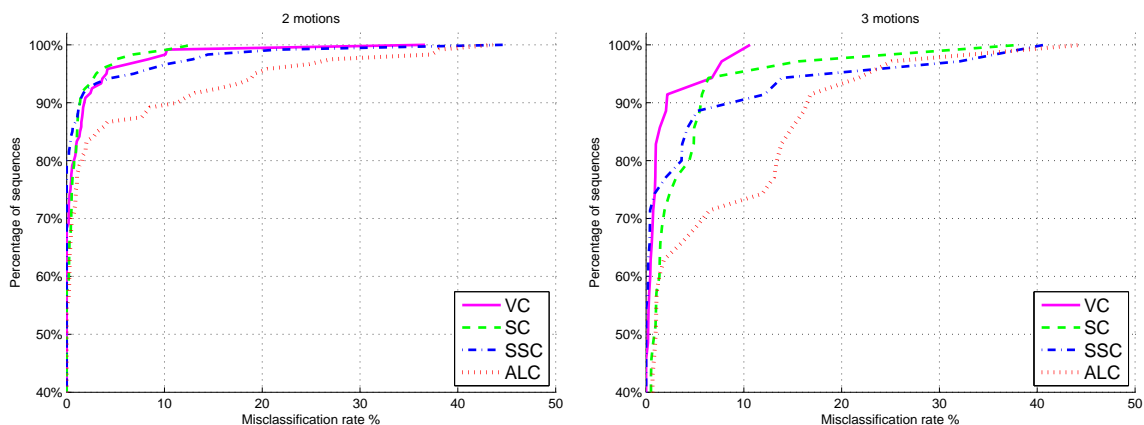 2 motions
100%
90%
80%
70%
60%
50%
40%
Percentage of sequences
0
10
20
30
40
50
Misclassification rate %
VC
SC
SSC
ALC
3 motions
100%
90%
80%
70%
60%
50%
40%
Percentage of sequences
0
10
20
30
40
50
Misclassification rate %
VC
SC
SSC
ALC